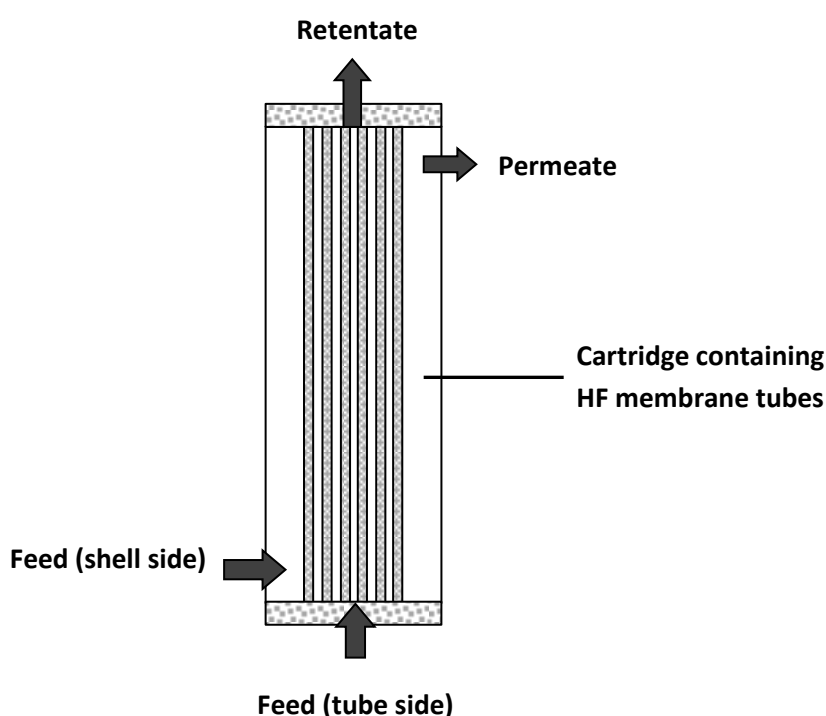 Retentate
Permeate
Cartridge containing
HF membrane tubes
Feed (shell side)
Feed (tube side)